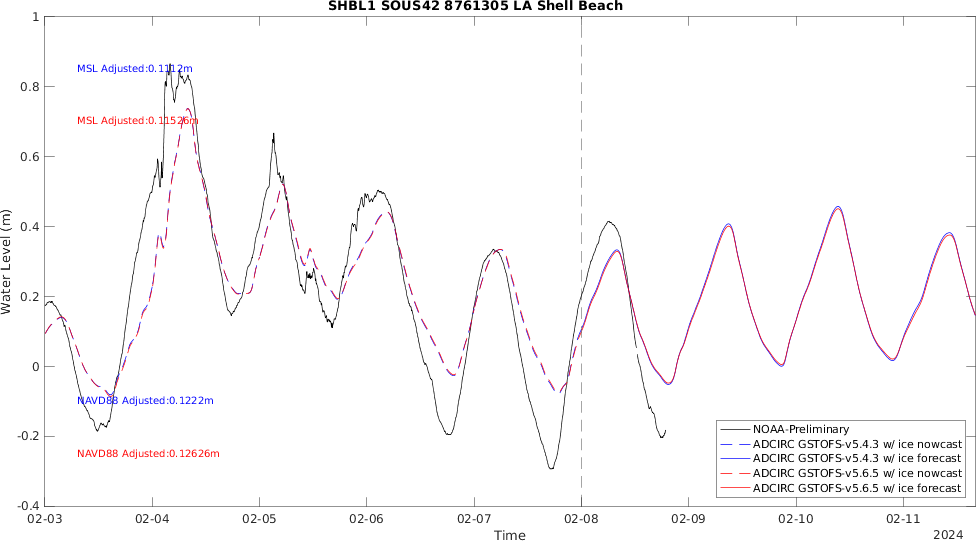 SHBL1 SOUS42 8761305 LA Shell Beach
1
0.8
0.6
0.4
0.2
0
-0.2
-0.4
Water Level (m)
MSL Adjusted:0.1112m
MSL Adjusted:0.11526m
NAVD88 Adjusted:0.1222m
NAVD88 Adjusted:0.12626m
NOAA-Preliminary
ADCIRC GSTOFS-v5.4.3 w/ ice nowcast
ADCIRC GSTOFS-v5.4.3 w/ ice forecast
ADCIRC GSTOFS-v5.6.5 w/ ice nowcast
ADCIRC GSTOFS-v5.6.5 w/ ice forecast
02-03 02-04 02-05 02-06 02-07 02-08 02-09 02-10 02-11
Time
2024